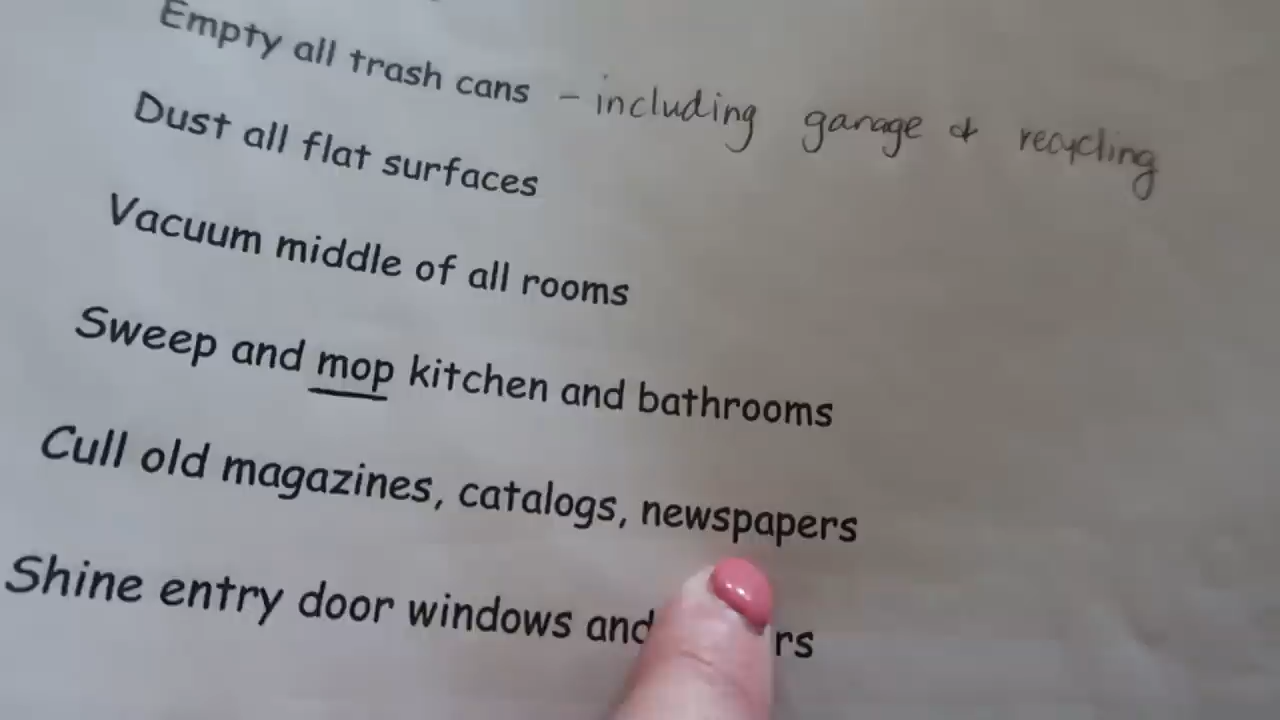 Empty all trash cans - including garage & recycling
Dust all flat surfaces
Vacuum middle of all rooms
Sweep and mop kitchen and bathrooms
Cull old magazines, catalogs, newspapers
Shine entry door windows and